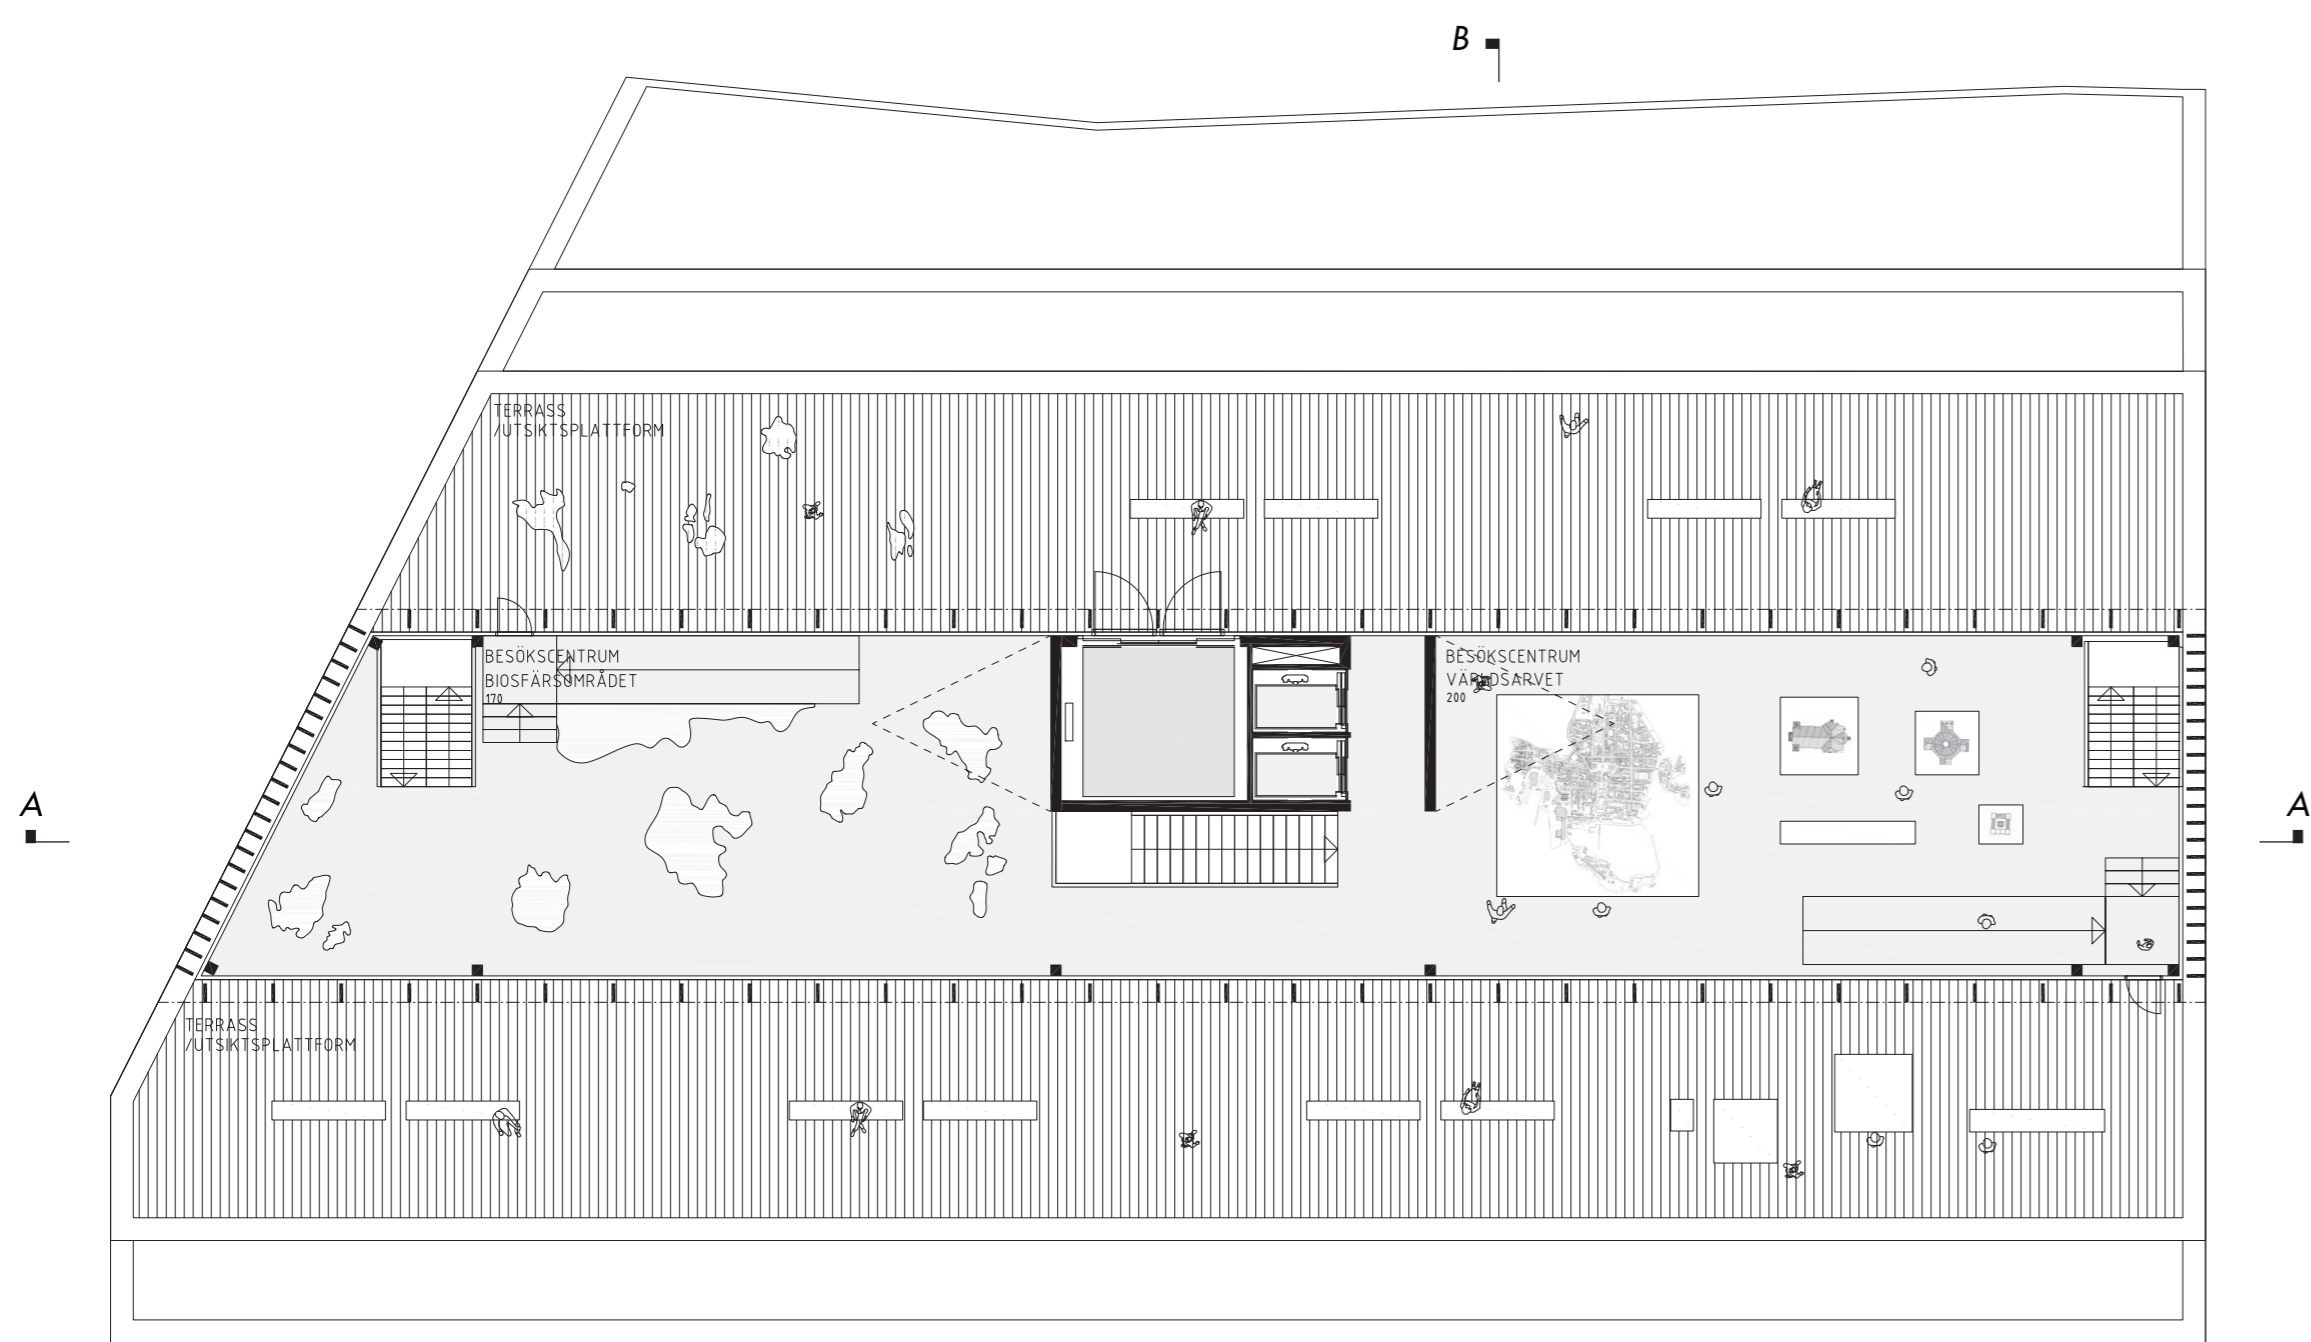 B
TERRASS
/UTSIKTSPLATTFORM
BESÖKSCENTRUM
BIOSFÄRSOMRÅDET
170
BESÖKSCENTRUM
VÄRLDSARVET
200
A
A
TERRASS
/UTSIKTSPLATTFORM